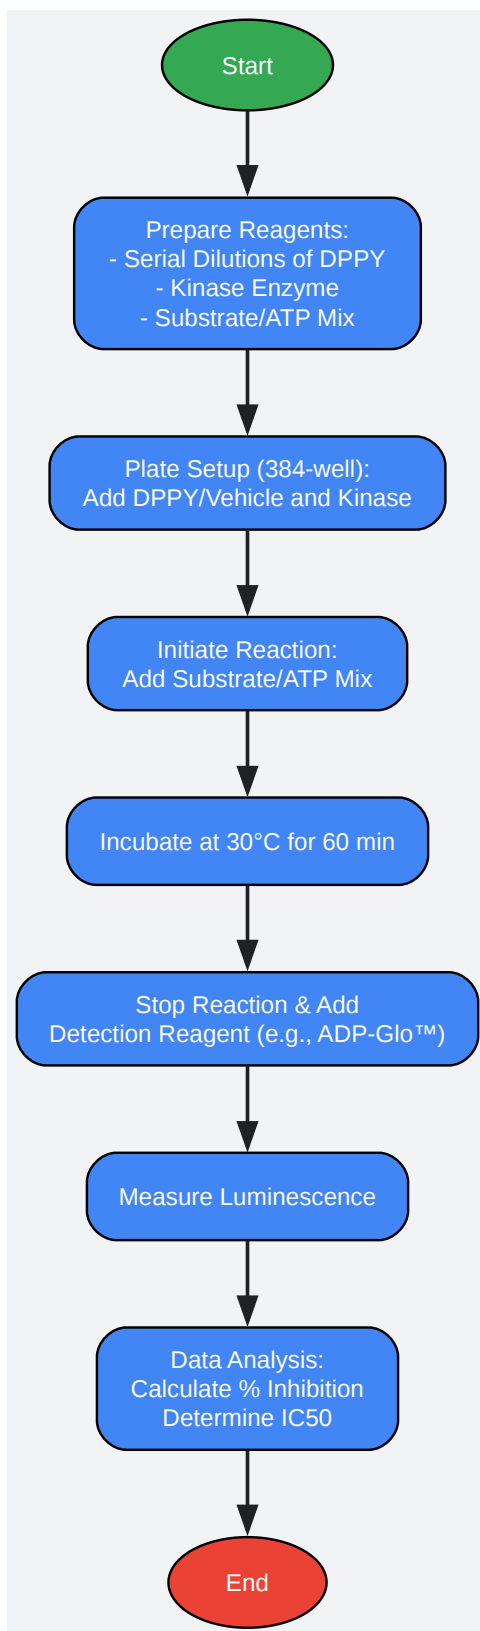 Start
Prepare Reagents:
- Serial Dilutions of DPPY
- Kinase Enzyme
- Substrate/ATP Mix
Plate Setup (384-well):
Add DPPY/Vehicle and Kinase
Initiate Reaction:
Add Substrate/ATP Mix
Incubate at 30°C for 60 min
Stop Reaction & Add
Detection Reagent (e.g., ADP-Glo™)
Measure Luminescence
Data Analysis:
Calculate % Inhibition
Determine IC50
End